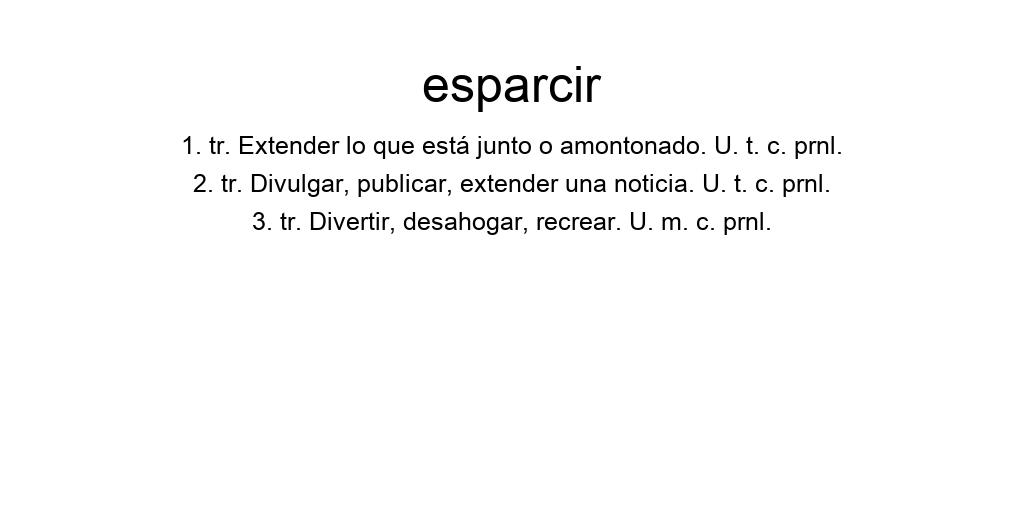 esparcir
1. tr. Extender lo que está junto o amontonado. U. t. c. prnl.
2. tr. Divulgar, publicar, extender una noticia. U. t. c. prnl.
3. tr. Divertir, desahogar, recrear. U. m. c. prnl.